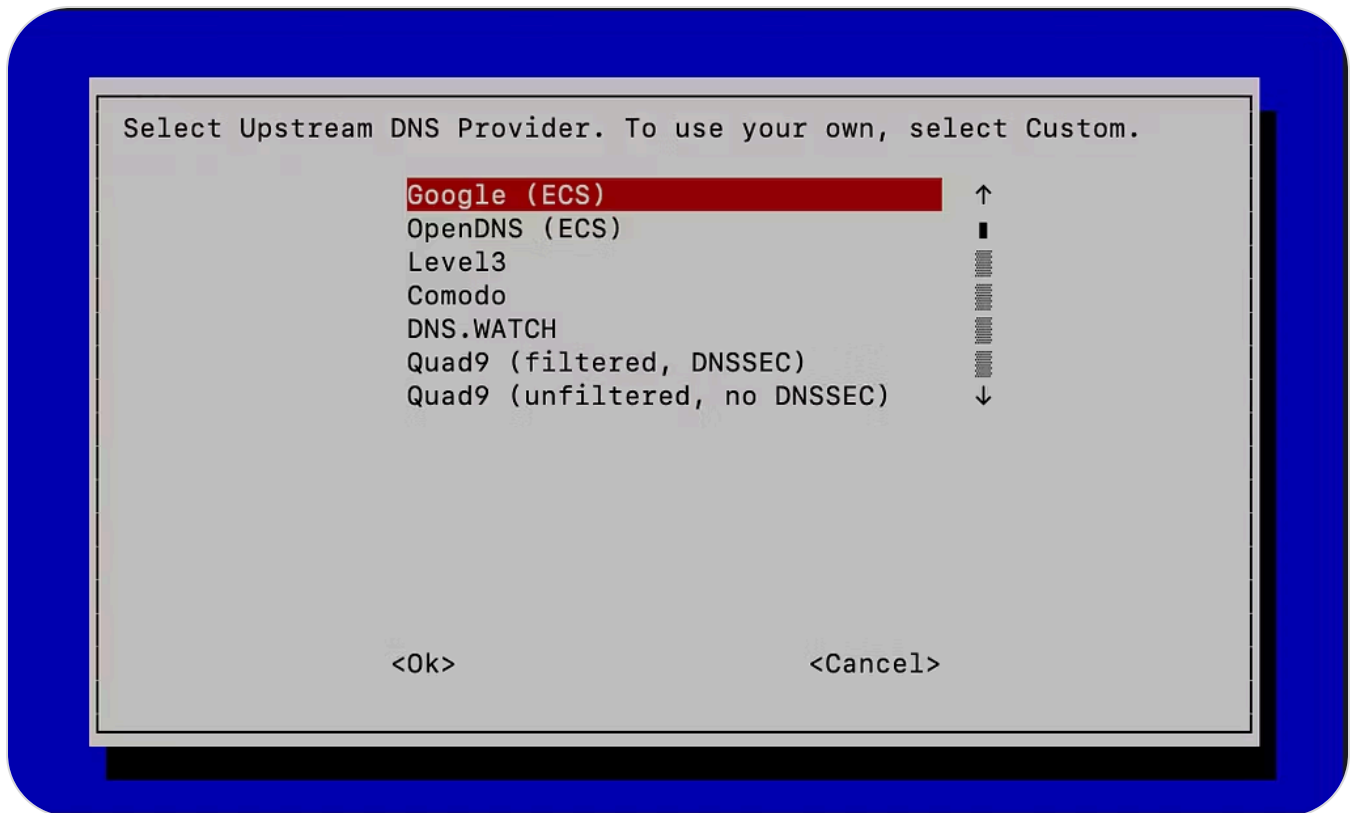 Select Upstream DNS Provider. To use your own, select Custom.
Google (ECS)
OpenDNS (ECS)
Level3
Comodo
DNS.WATCH
Quad9 (filtered, DNSSEC)
Quad9 (unfiltered, no DNSSEC)
<Ok> <Cancel>